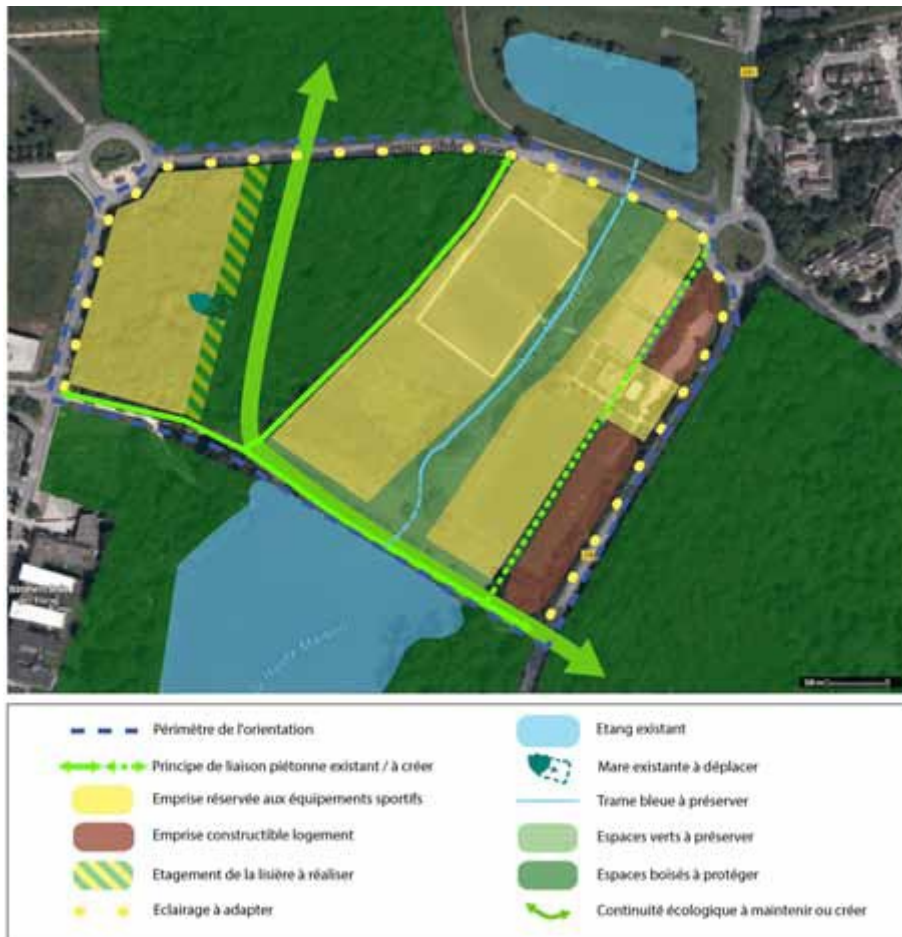 Périmètre de l'orientation
Principe de liaison piétonne existant / à créer
Emprise réservée aux équipements sportifs
Emprise constructible logement
Etagement de la lisière à réaliser
Eclairage à adapter
Etang existant
Mare existante à déplacer
Trame bleue à préserver
Espaces verts à préserver
Espaces boisés à protéger
Continuité écologique à maintenir ou créer